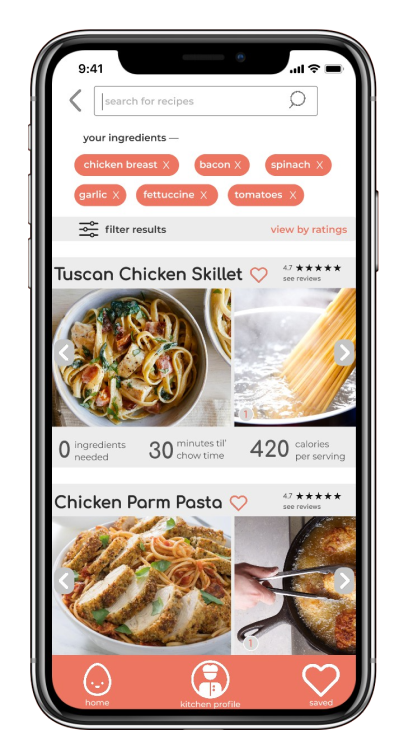 9:41
search for recipes
your ingredients —
chicken breast X bacon X spinach X
garlic X fettuccine X tomatoes X
filter results view by ratings
Tuscan Chicken Skillet 4.7 ★★★★★
see reviews
1
0 ingredients needed 30 minutes til' chow time 420 calories per serving
Chicken Parm Pasta 4.7 ★★★★★
see reviews
1
home kitchen profile saved